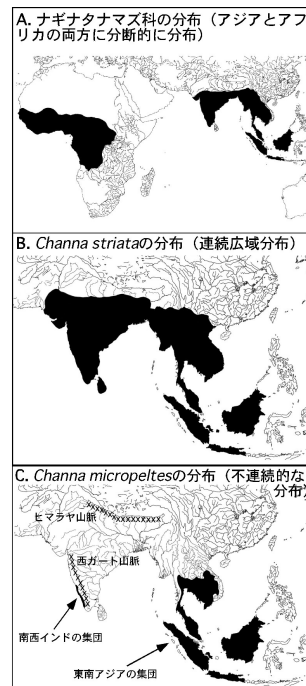 A. ナギナタナマズ科の分布（アジアとアフ
リカの両方に分断的に分布）
B. Channa striataの分布（連続広域分布）
C. Channa micropeltesの分布（不連続的な
分布）
ヒマラヤ山脈
西ガート山脈
南西インドの集団
東南アジアの集団